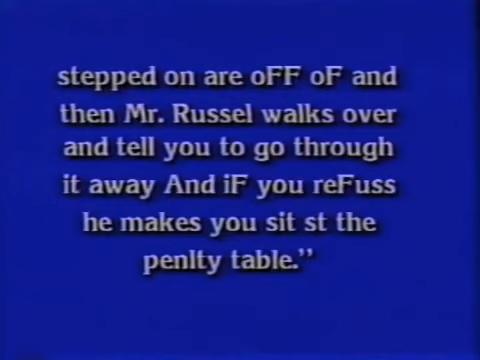 stepped on are oFF oF and
then Mr. Russel walks over
and tell you to go through
it away And iF you reFuss
he makes you sit st the
penlty table."